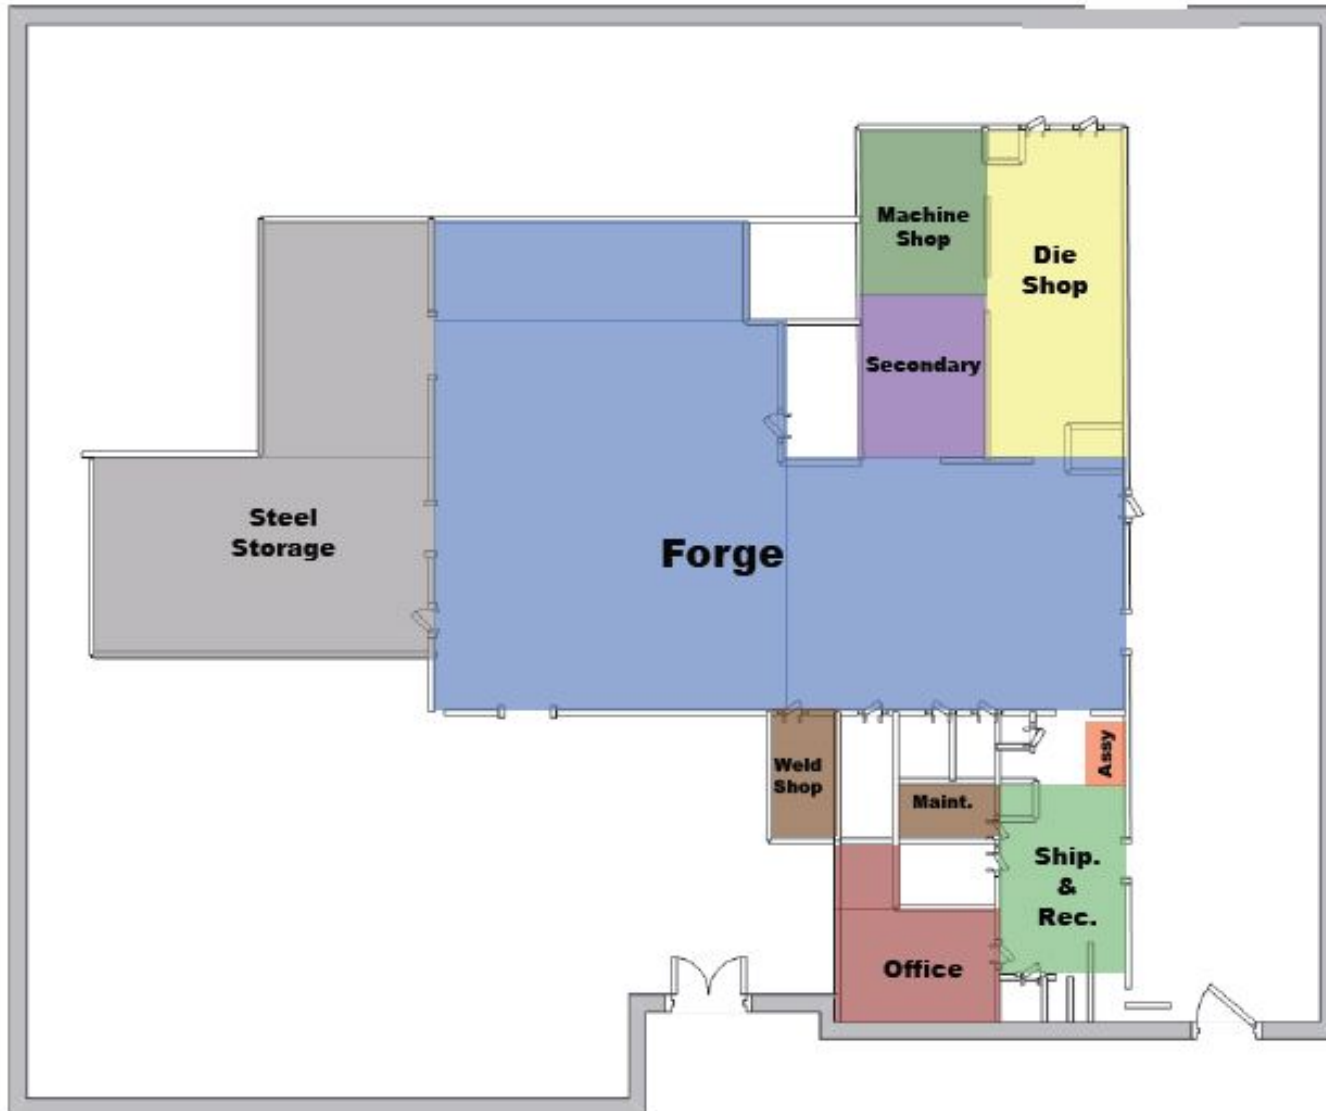 Machine
Shop
Die
Shop
Secondary
Steel
Storage
Forge
Weld
Shop
Maint.
Assy
Ship.
&
Rec.
Office